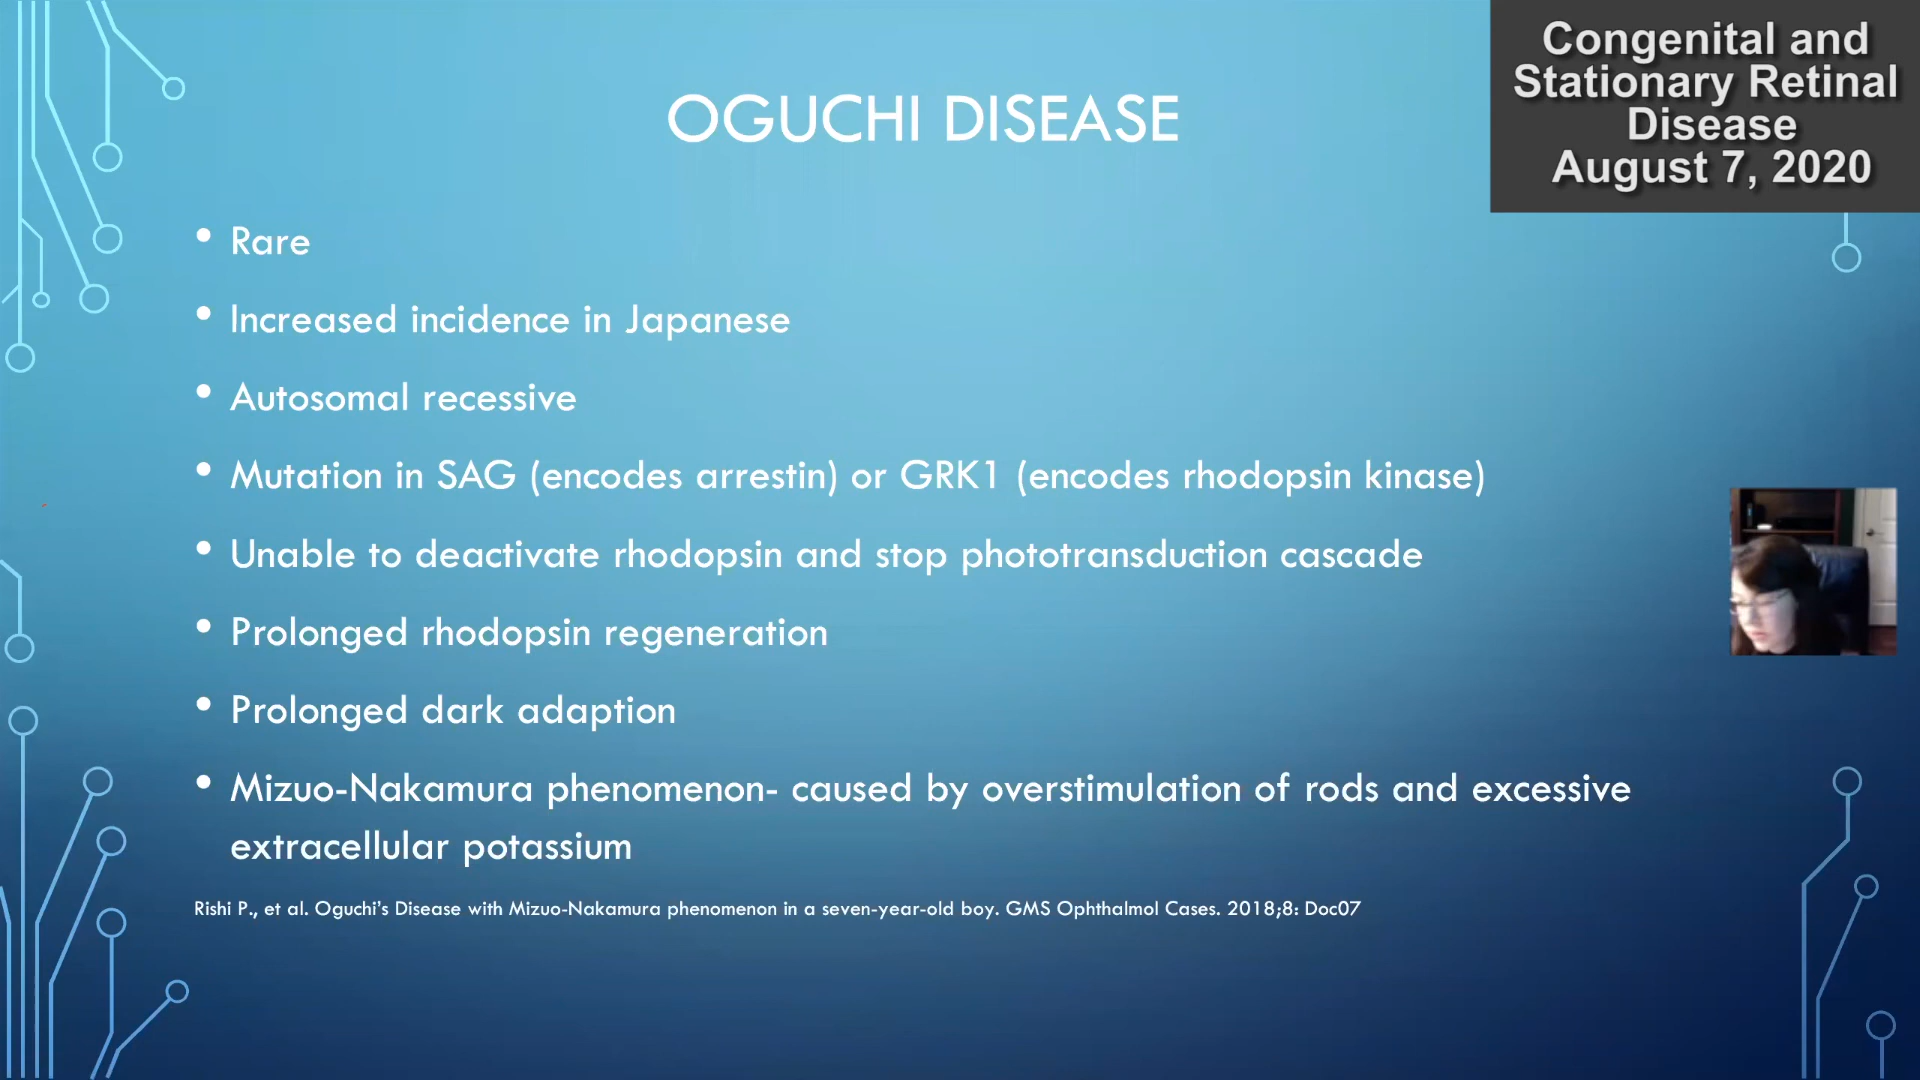 OGUCHI DISEASE
Congenital and
Stationary Retinal
Disease
August 7, 2020
• Rare
• Increased incidence in Japanese
• Autosomal recessive
• Mutation in SAG (encodes arrestin) or GRK1 (encodes rhodopsin kinase)
• Unable to deactivate rhodopsin and stop phototransduction cascade
• Prolonged rhodopsin regeneration
• Prolonged dark adaption
• Mizuo-Nakamura phenomenon- caused by overstimulation of rods and excessive
extracellular potassium
Rishi P., et al. Oguchi’s Disease with Mizuo-Nakamura phenomenon in a seven-year-old boy. GMS Ophthalmol Cases. 2018;8: Doc07